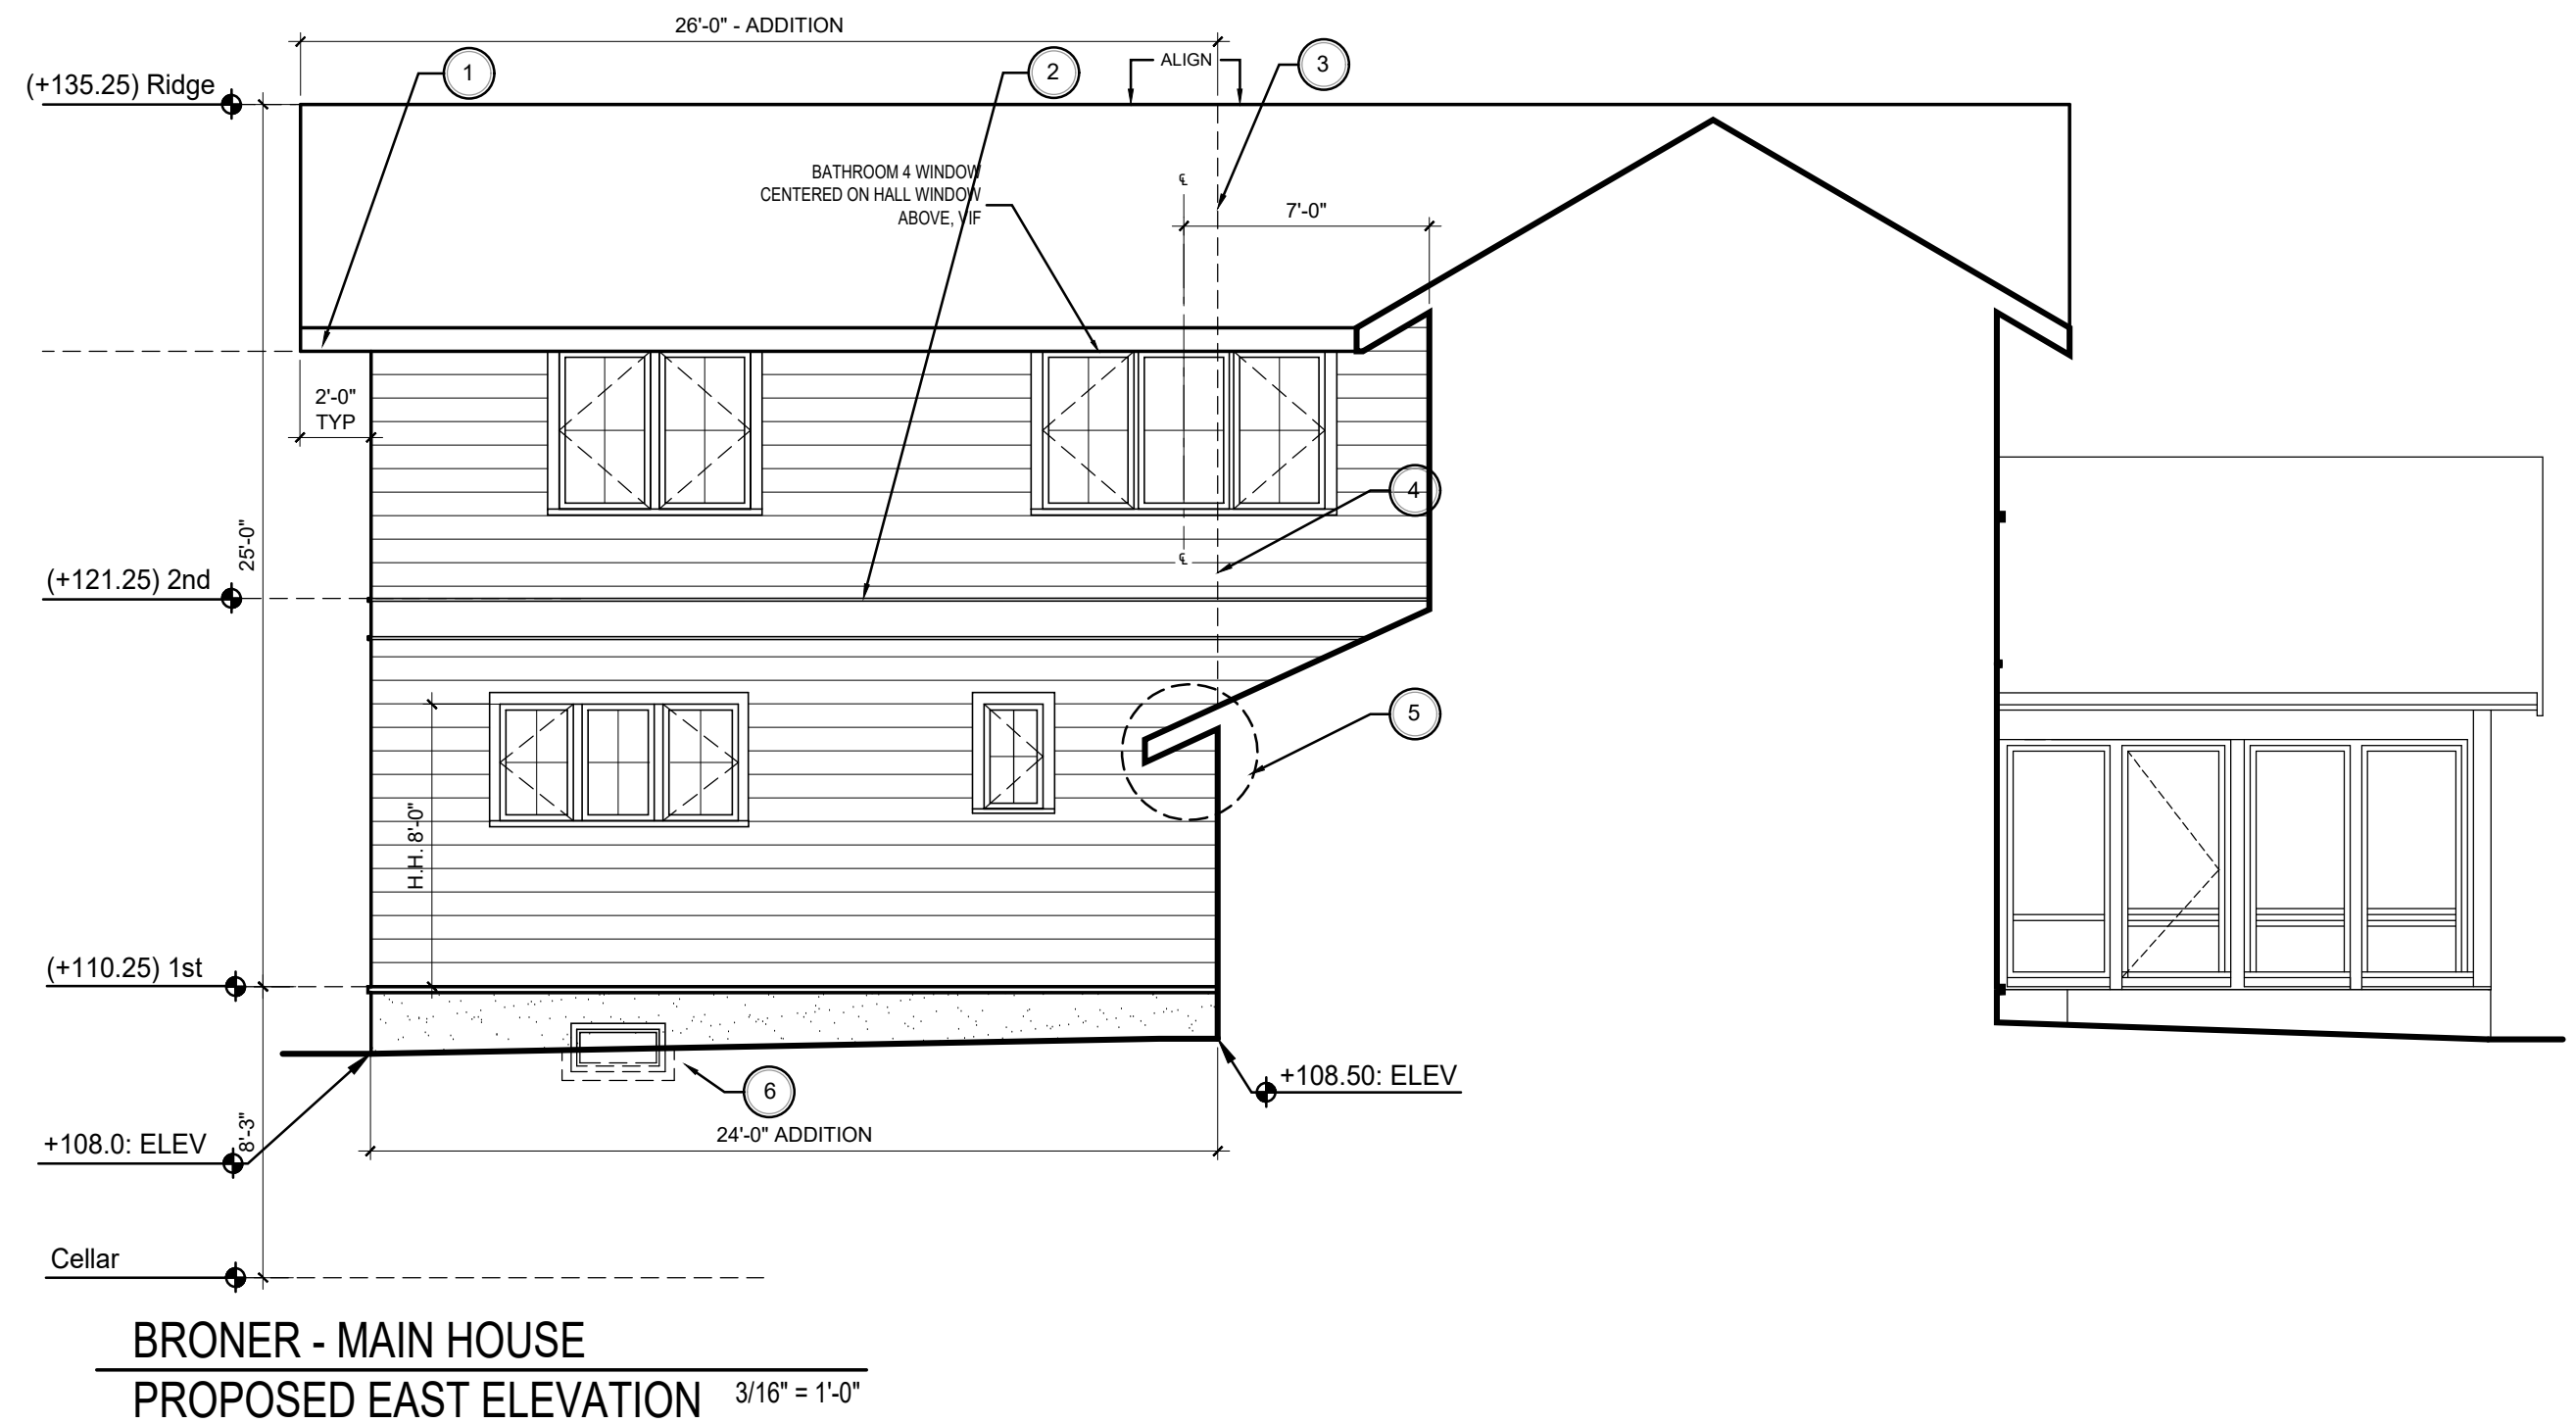 26'-0" - ADDITION
ALIGN
1
2
3
(+135.25) Ridge
BATHROOM 4 WINDOW
CENTERED ON HALL WINDOW
ABOVE, VIF
℄
7'-0"
2'-0"
TYP
4
25'-0"
℄
(+121.25) 2nd
5
H.H. 8'-0"
(+110.25) 1st
6
+108.50: ELEV
24'-0" ADDITION
+108.0: ELEV
8'-3"
Cellar
BRONER - MAIN HOUSE
PROPOSED EAST ELEVATION 3/16" = 1'-0"